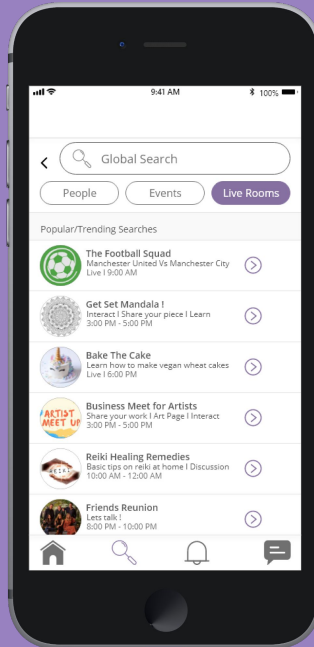 9:41 AM
100%
Global Search
People
Events
Live Rooms
Popular/Trending Searches
The Football Squad
Manchester United Vs Manchester City
Live I 9:00 AM
Get Set Mandala !
Interact I Share your piece I Learn
3:00 PM - 5:00 PM
Bake The Cake
Learn how to make vegan wheat cakes
Live I 6:00 PM
ARTIST
MEET UP
Business Meet for Artists
Share your work I Art Page I Interact
3:00 PM - 5:00 PM
REIKI
Reiki Healing Remedies
Basic tips on reiki at home I Discussion
10:00 AM - 12:00 AM
Friends Reunion
Lets talk !
8:00 PM - 10:00 PM